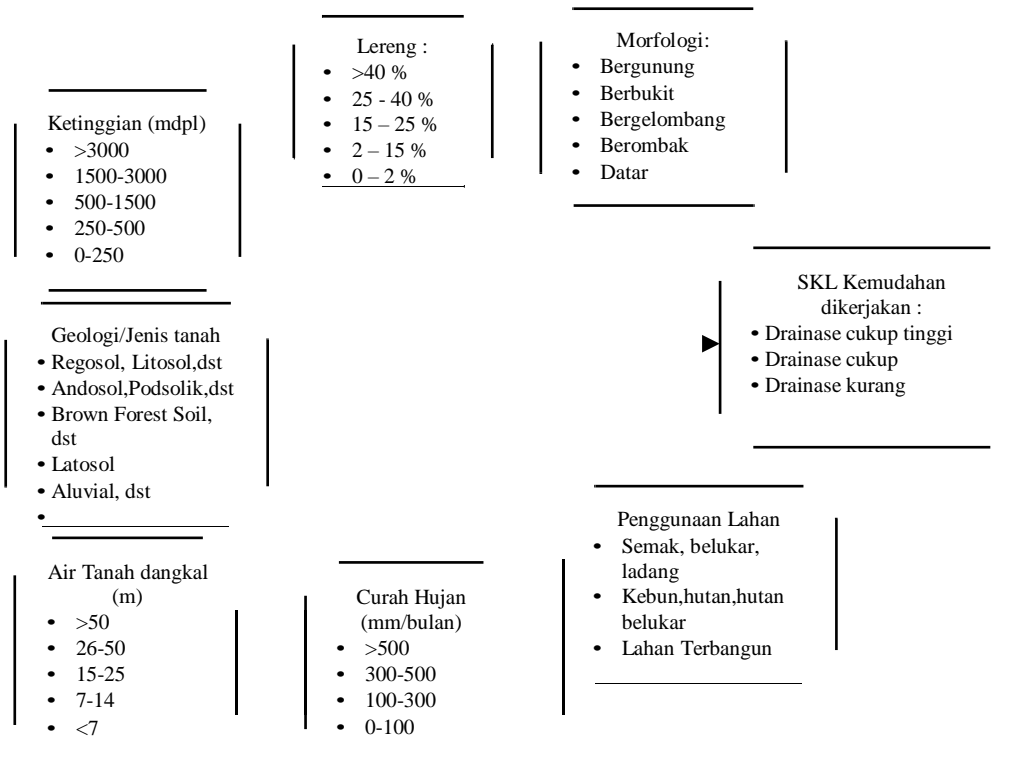 Lereng :
• >40 %
• 25 - 40 %
• 15 – 25 %
• 2 – 15 %
• 0 – 2 %
Morfologi:
• Bergunung
• Berbukit
• Bergelombang
• Berombak
• Datar
Ketinggian (mdpl)
• >3000
• 1500-3000
• 500-1500
• 250-500
• 0-250
SKL Kemudahan
dikerjakan :
• Drainase cukup tinggi
• Drainase cukup
• Drainase kurang
Geologi/Jenis tanah
• Regosol, Litosol,dst
• Andosol,Podsolik,dst
• Brown Forest Soil,
dst
• Latosol
• Aluvial, dst
•
Penggunaan Lahan
• Semak, belukar,
ladang
• Kebun,hutan,hutan
belukar
• Lahan Terbangun
Air Tanah dangkal
(m)
• >50
• 26-50
• 15-25
• 7-14
• <7
Curah Hujan
(mm/bulan)
• >500
• 300-500
• 100-300
• 0-100